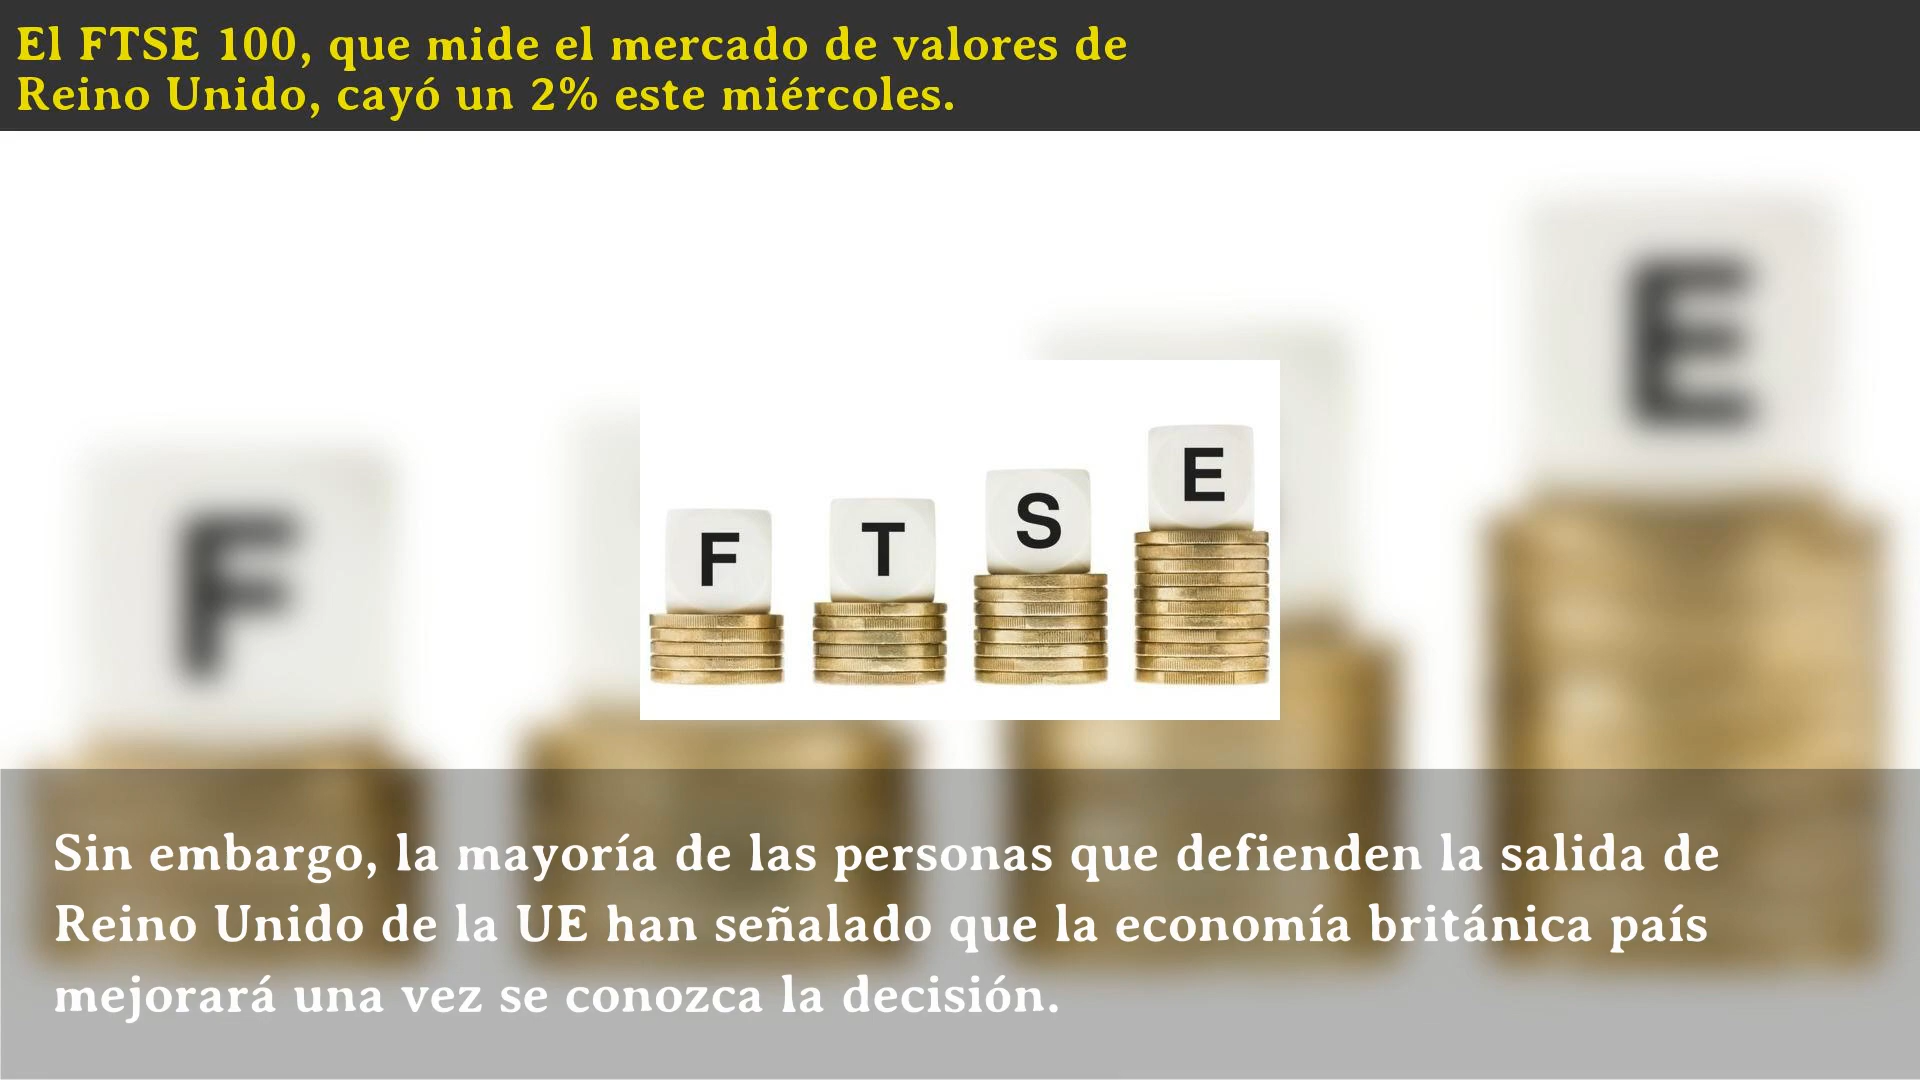 El FTSE 100, que mide el mercado de valores de
Reino Unido, cayó un 2% este miércoles.
F T S E
F E
Sin embargo, la mayoría de las personas que defienden la salida de
Reino Unido de la UE han señalado que la economía británica país
mejorará una vez se conozca la decisión.